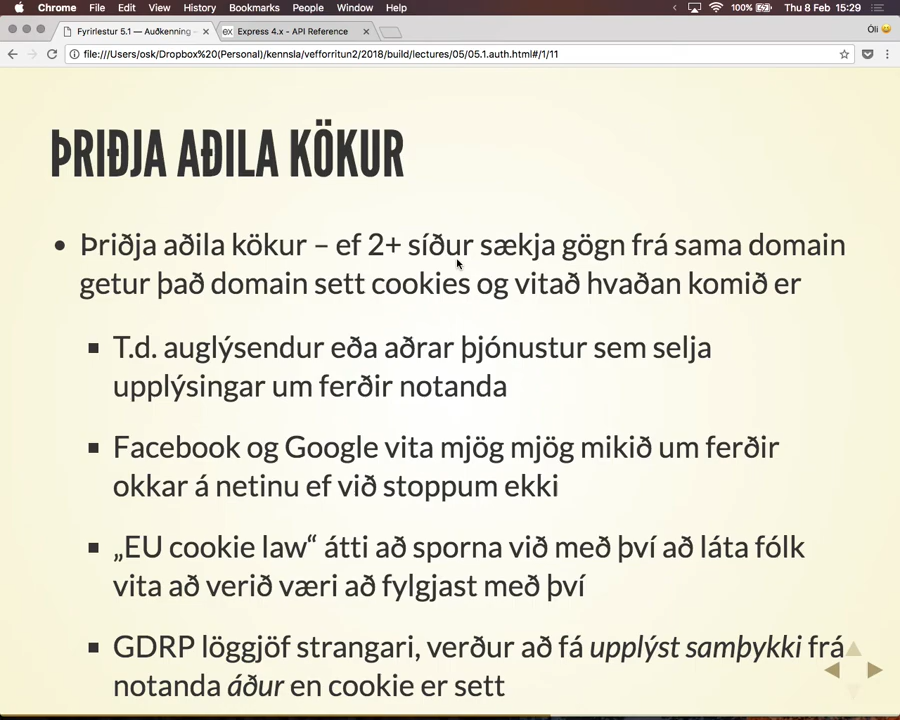 Chrome File Edit View History Bookmarks People Window Help 100% Thu 8 Feb 15:29
Fyrirlestur 5.1 — Auðkenning - × ex Express 4.x - API Reference × Óli
file:///Users/osk/Dropbox%20(Personal)/kennsla/vefforritun2/2018/build/lectures/05/05.1.auth.html#/1/11
ÞRIÐJA AÐILA KÖKUR
• Þriðja aðila kökur – ef 2+ síður sækja gögn frá sama domain
getur það domain sett cookies og vitað hvaðan komið er
▪ T.d. auglýsendur eða aðrar þjónustur sem selja
upplýsingar um ferðir notanda
▪ Facebook og Google vita mjög mjög mikið um ferðir
okkar á netinu ef við stoppum ekki
▪ „EU cookie law“ átti að sporna við með því að láta fólk
vita að verið væri að fylgjast með því
▪ GDRP löggjöf strangari, verður að fá upplýst samþykki frá
notanda áður en cookie er sett